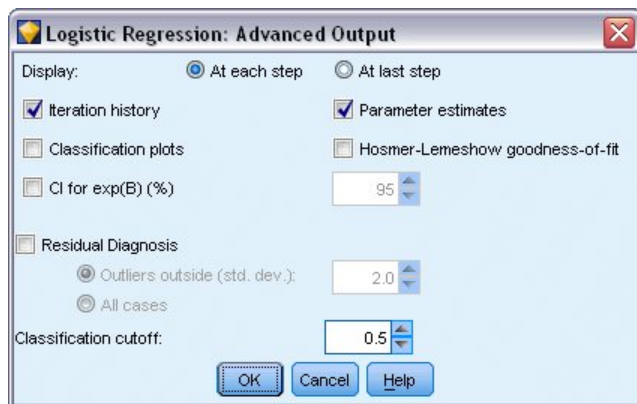 Logistic Regression: Advanced Output
Display: At each step At last step
Iteration history Parameter estimates
Classification plots Hosmer-Lemeshow goodness-of-fit
CI for exp(B) (%) 95
Residual Diagnosis
Outliers outside (std. dev.): 2.0
All cases
Classification cutoff: 0.5
OK Cancel Help